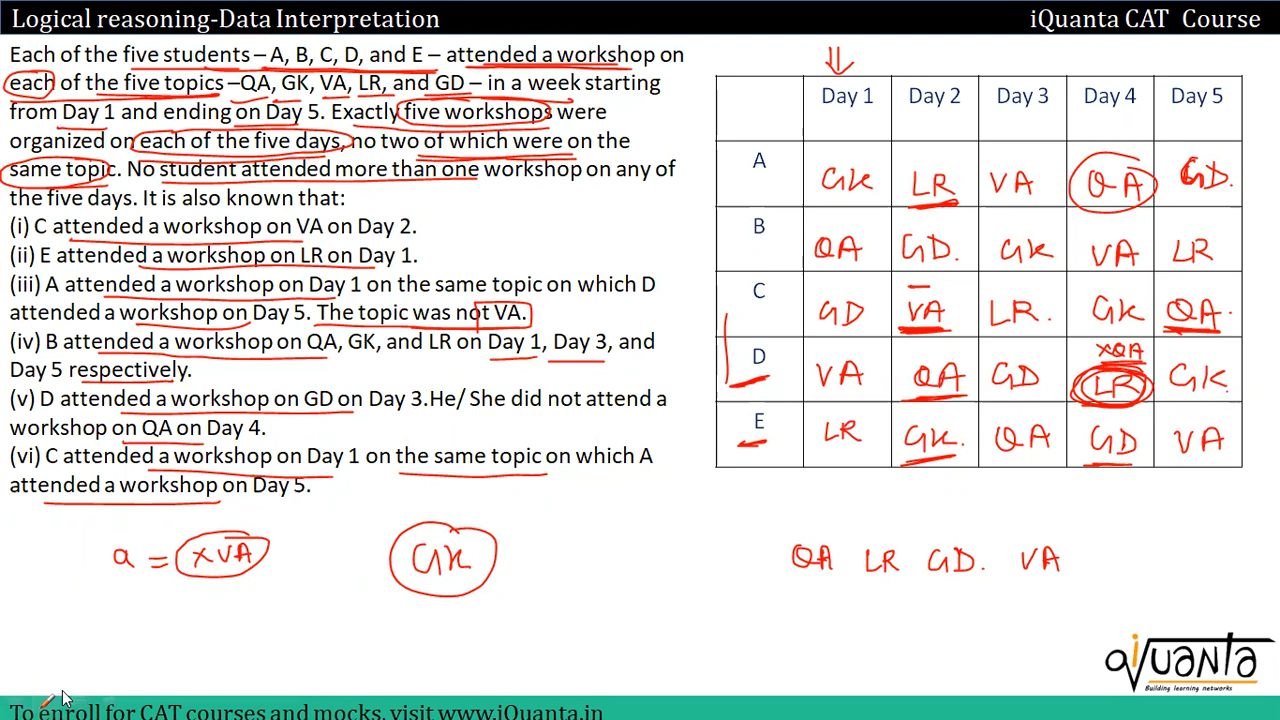 Logical reasoning-Data Interpretation
iQuanta CAT Course
Each of the five students – A, B, C, D, and E – attended a workshop on
each of the five topics –QA, GK, VA, LR, and GD – in a week starting
from Day 1 and ending on Day 5. Exactly five workshops were
organized on each of the five days, no two of which were on the
same topic. No student attended more than one workshop on any of
the five days. It is also known that:
(i) C attended a workshop on VA on Day 2.
(ii) E attended a workshop on LR on Day 1.
(iii) A attended a workshop on Day 1 on the same topic on which D
attended a workshop on Day 5. The topic was not VA.
(iv) B attended a workshop on QA, GK, and LR on Day 1, Day 3, and
Day 5 respectively.
(v) D attended a workshop on GD on Day 3.He/ She did not attend a
workshop on QA on Day 4.
(vi) C attended a workshop on Day 1 on the same topic on which A
attended a workshop on Day 5.
a = x VA
GK
Day 1 Day 2 Day 3 Day 4 Day 5
A GK LR VA QA GD.
B QA GD. GK VA LR
C GD VA LR. GK QA.
xQA
D VA QA GD LR GK
E LR GK. QA GD VA
QA LR GD. VA
iQuanta
Building learning networks
To enroll for CAT courses and mocks, visit www.iQuanta.in